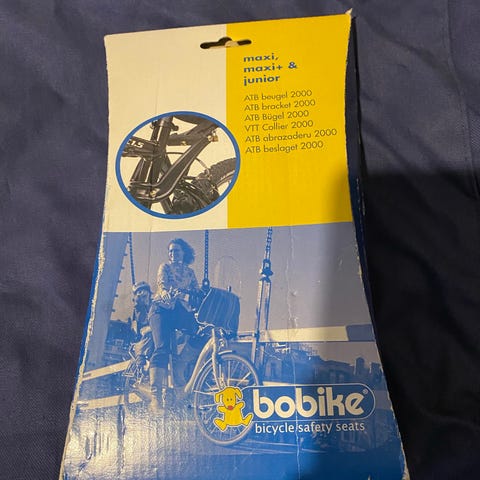 maxi,
maxi+ &
junior
ATB beugel 2000
ATB bracket 2000
ATB Bügel 2000
VTT Collier 2000
ATB abrazaderu 2000
ATB beslaget 2000
bobike®
bicycle safety seats